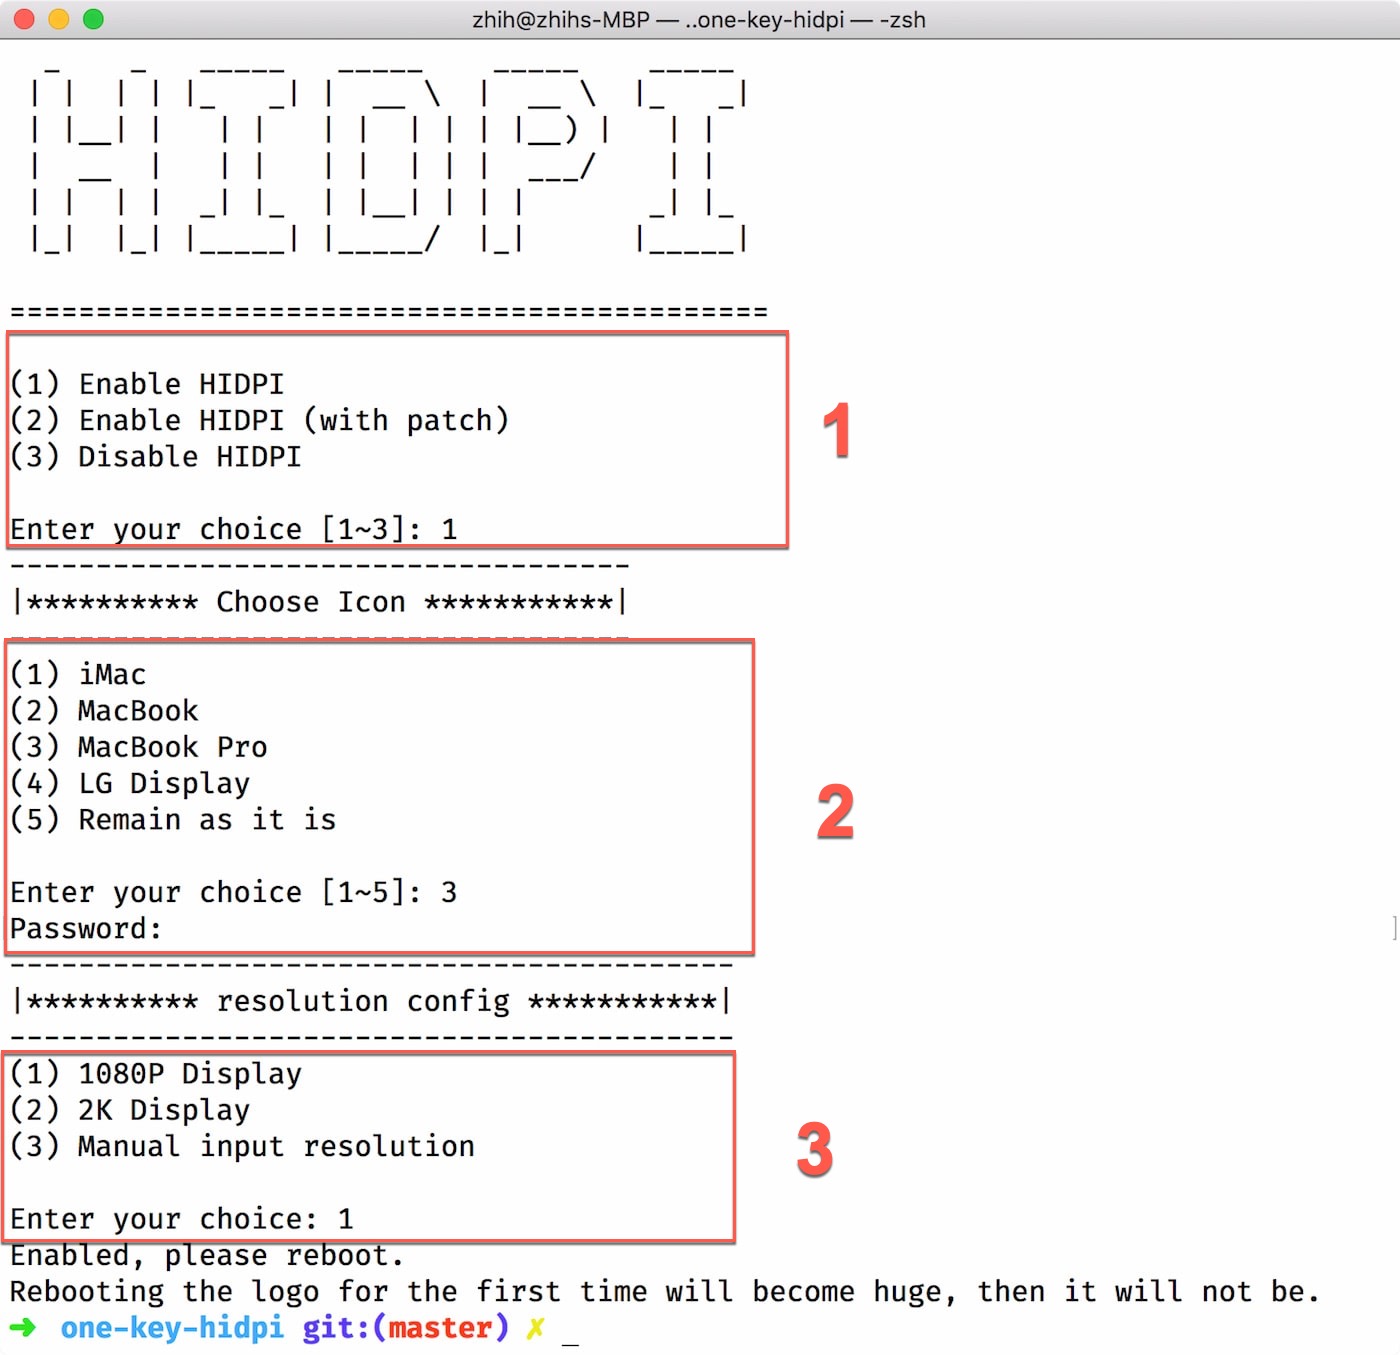 zhih@zhihs-MBP — ..one-key-hidpi — -zsh
HIDPI
============================================
(1) Enable HIDPI
(2) Enable HIDPI (with patch)
(3) Disable HIDPI
1
Enter your choice [1~3]: 1
------------------------------------
|********** Choose Icon ***********|
------------------------------------
(1) iMac
(2) MacBook
(3) MacBook Pro
(4) LG Display
(5) Remain as it is
2
Enter your choice [1~5]: 3
Password:
------------------------------------------
|********** resolution config ***********|
------------------------------------------
(1) 1080P Display
(2) 2K Display
(3) Manual input resolution
3
Enter your choice: 1
Enabled, please reboot.
Rebooting the logo for the first time will become huge, then it will not be.
➜ one-key-hidpi git:(master) ✗ _